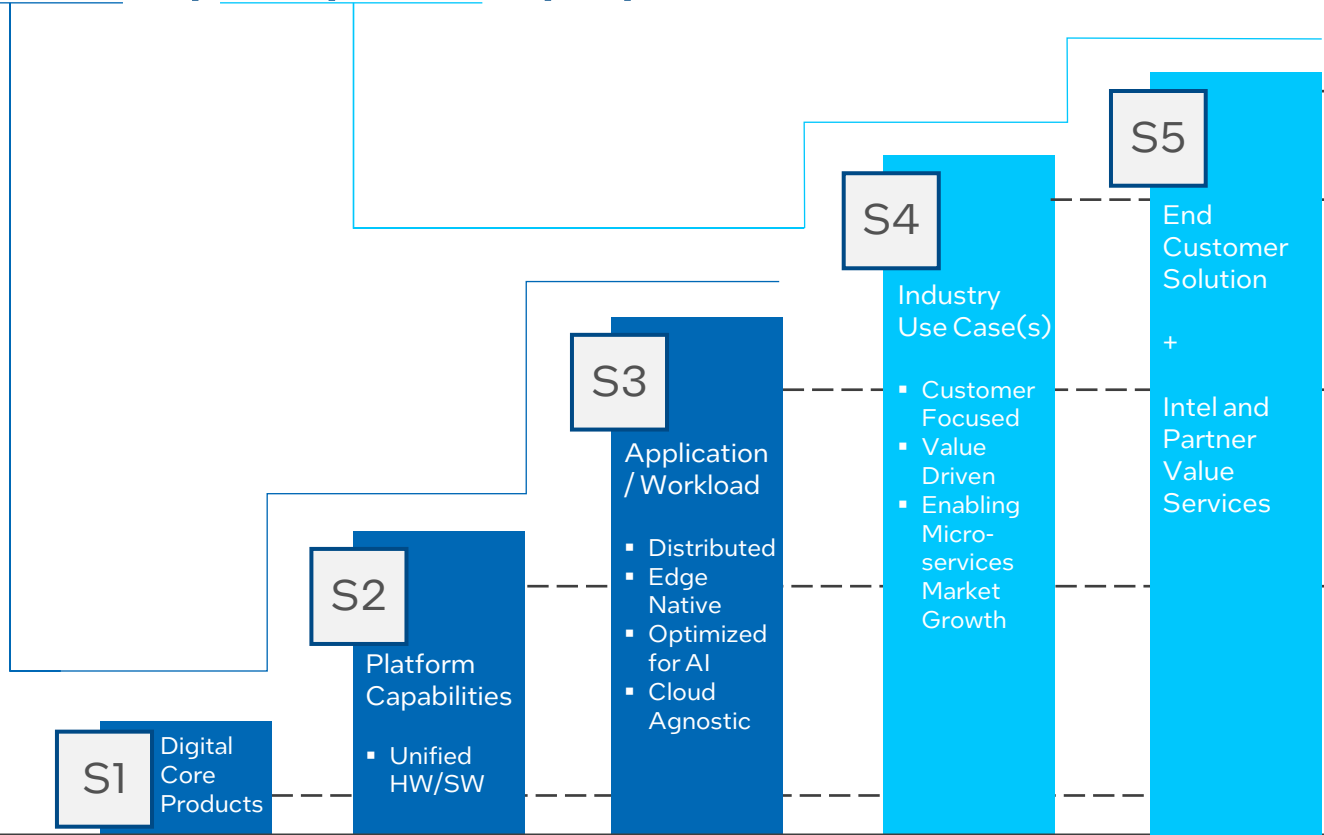 S1
Digital
Core
Products
S2
Platform
Capabilities
▪ Unified
HW/SW
S3
Application
/ Workload
▪ Distributed
▪ Edge
Native
▪ Optimized
for AI
▪ Cloud
Agnostic
S4
Industry
Use Case(s)
▪ Customer
Focused
▪ Value
Driven
▪ Enabling
Micro-
services
Market
Growth
S5
End
Customer
Solution
+
Intel and
Partner
Value
Services